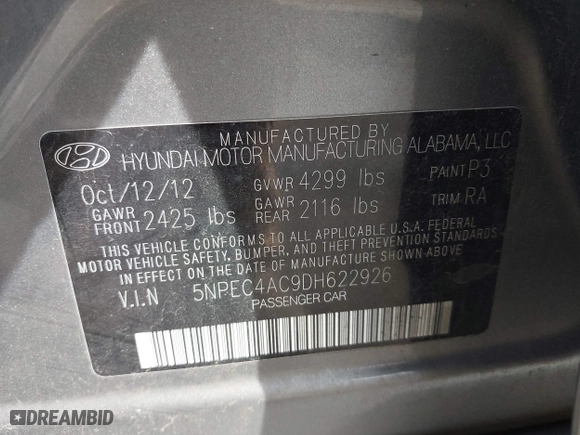 MANUFACTURED BY
HYUNDAI MOTOR MANUFACTURING ALABAMA, LLC
Oct/12/12 GVWR 4299 lbs PAINT P3
GAWR FRONT 2425 lbs GAWR REAR 2116 lbs TRIM RA
THIS VEHICLE CONFORMS TO ALL APPLICABLE U.S.A. FEDERAL
MOTOR VEHICLE SAFETY, BUMPER, AND THEFT PREVENTION STANDARDS
IN EFFECT ON THE DATE OF MANUFACTURE SHOWN ABOVE
V.I.N 5NPEC4AC9DH622926
PASSENGER CAR
DREAMBID